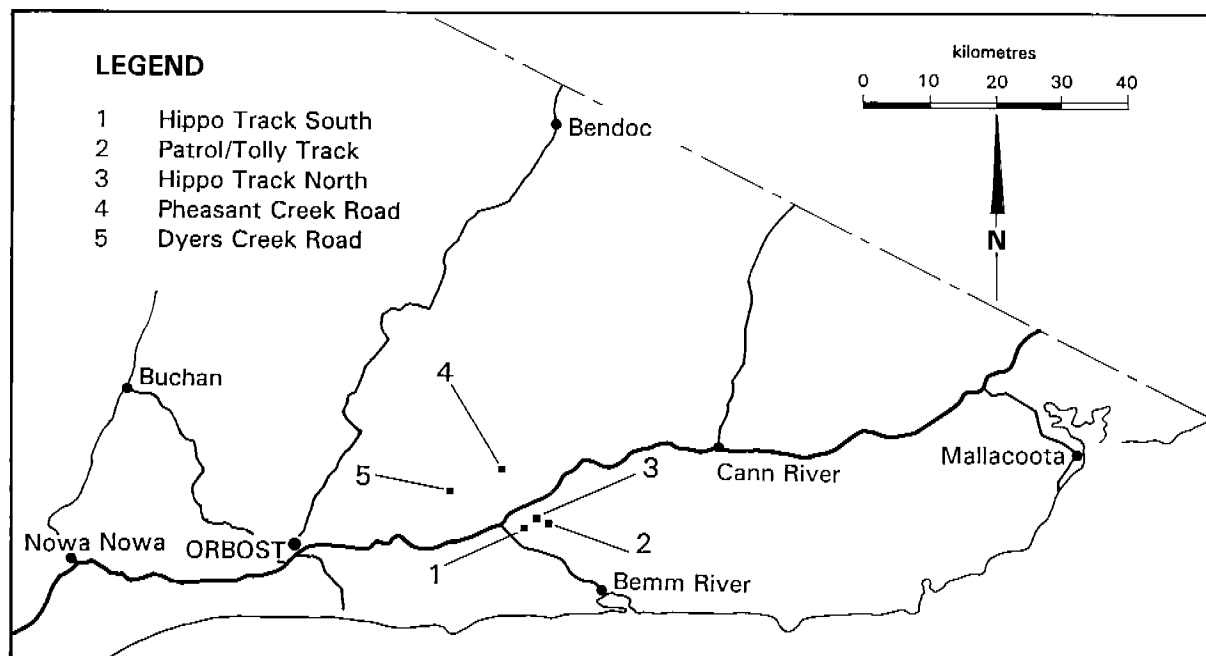 LEGEND
1 Hippo Track South
2 Patrol/Tolly Track
3 Hippo Track North
4 Pheasant Creek Road
5 Dyers Creek Road
kilometres
0 10 20 30 40
N
Bendoc
Buchan
4
5
3
Cann River
Mallacoota
Nowa Nowa
ORBOST
1
2
Bemm River